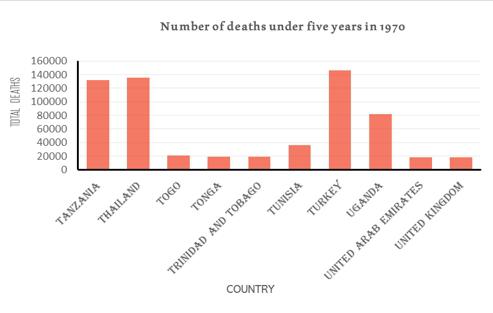 Number of deaths under five years in 1970
TOTAL DEATHS
160000
140000
120000
100000
80000
60000
40000
20000
0
TANZANIA
THAILAND
TOGO
TONGA
TRINIDAD AND TOBAGO
TUNISIA
TURKEY
UGANDA
UNITED ARAB EMIRATES
UNITED KINGDOM
COUNTRY